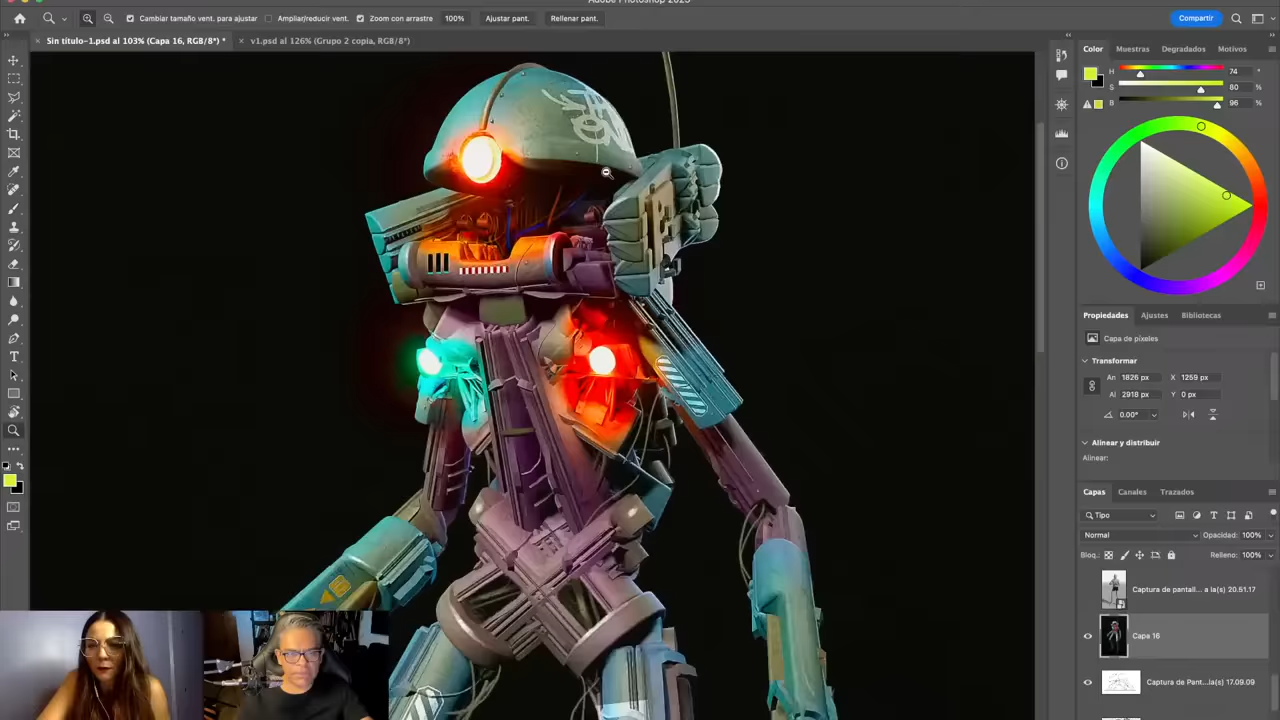 Adobe Photoshop 2023
Cambiar tamaño vent. para ajustar
Ampliar/reducir vent.
Zoom con arrastre
100%
Ajustar pant.
Rellenar pant.
Compartir
Sin título-1.psd al 103% (Capa 16, RGB/8*) *
v1.psd al 126% (Grupo 2 copia, RGB/8*)
Color
Muestras
Degradados
Motivos
H 74 °
S 80 %
B 96 %
Propiedades
Ajustes
Bibliotecas
Capa de píxeles
Transformar
An 1826 px X 1259 px
Al 2918 px Y 0 px
0.00°
Alinear y distribuir
Alinear:
Capas
Canales
Trazados
Tipo
Normal
Opacidad: 100%
Bloq.:
Relleno: 100%
Captura de pantall... a la(s) 20.51.17
Capa 16
Captura de Pant...la(s) 17.09.09